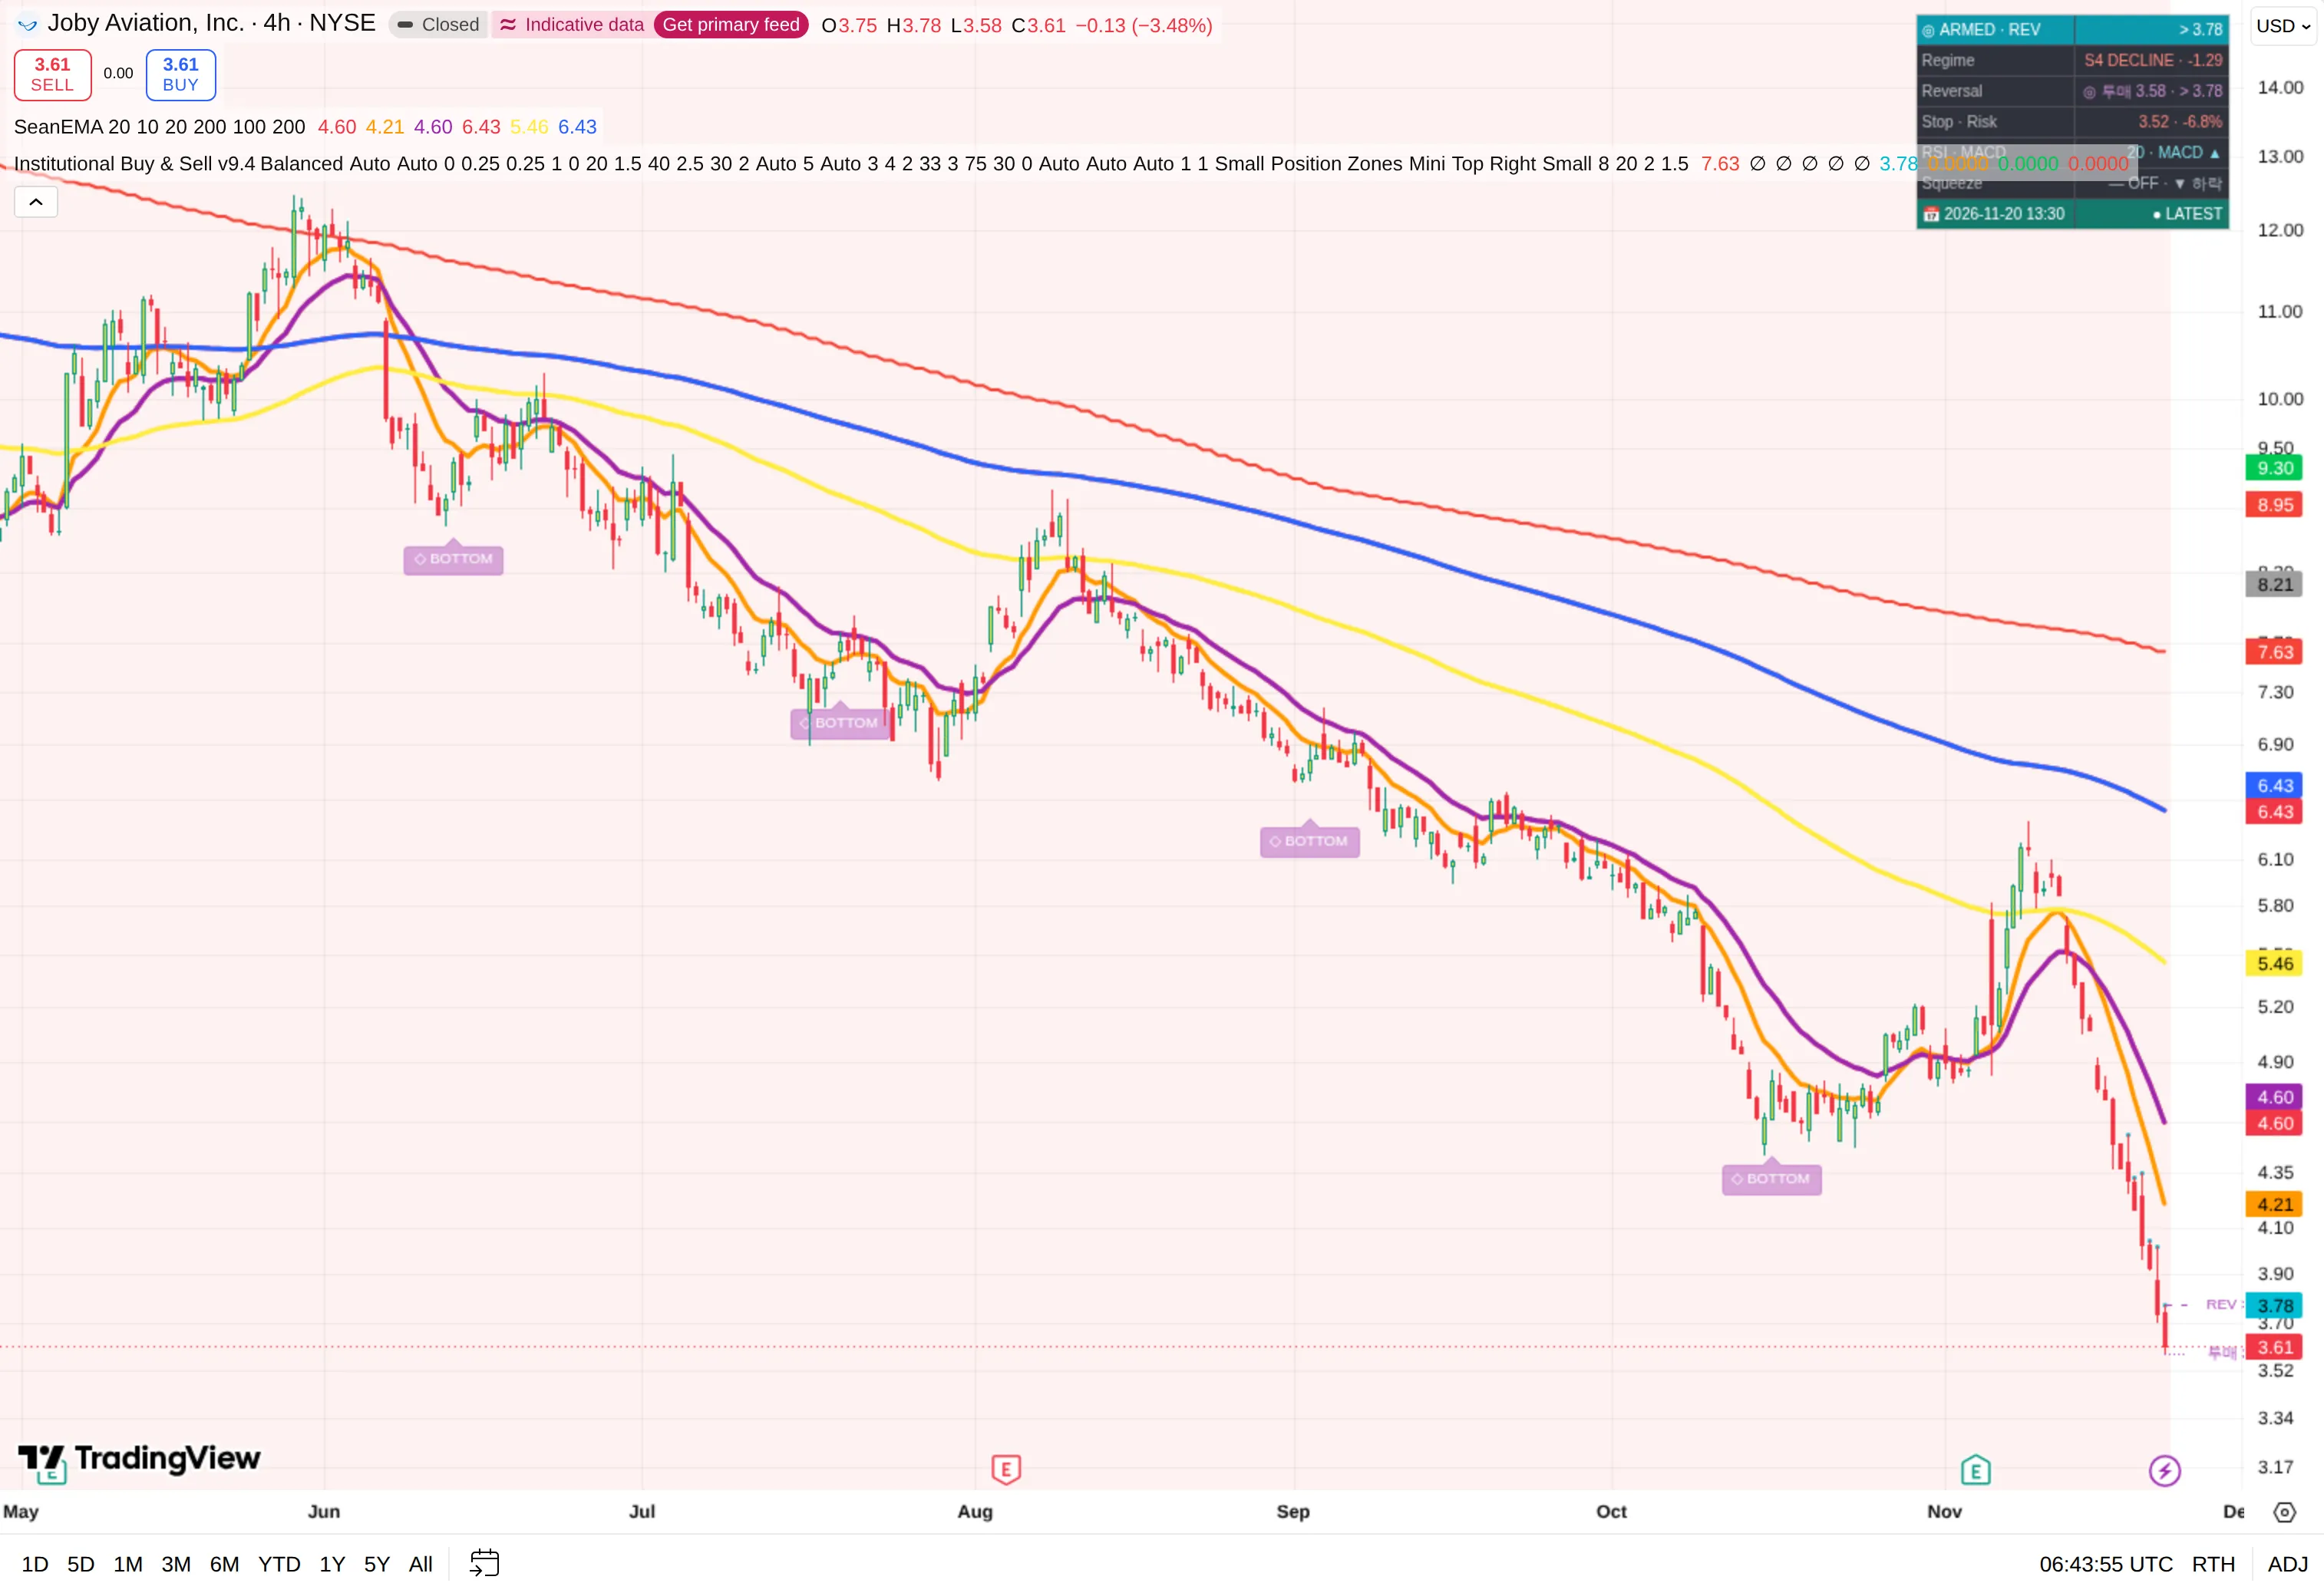 Joby Aviation, Inc. · 4h · NYSE Closed Indicative data Get primary feed O3.75 H3.78 L3.58 C3.61 −0.13 (−3.48%)
3.61 SELL 0.00 3.61 BUY
SeanEMA 20 10 20 200 100 200 4.60 4.21 4.60 6.43 5.46 6.43
Institutional Buy & Sell v9.4 Balanced Auto Auto 0 0.25 0.25 1 0 20 1.5 40 2.5 30 2 Auto 5 Auto 3 4 2 33 3 75 30 0 Auto Auto Auto 1 1 Small Position Zones Mini Top Right Small 8 20 2 1.5 7.63 ∅ ∅ ∅ ∅ ∅ 3.78 0.0000 0.0000 0.0000
◎ ARMED · REV > 3.78
Regime S4 DECLINE · -1.29
Reversal ◎ 투매 3.58 · > 3.78
Stop · Risk 3.52 · -6.8%
RSI · MACD 20 · MACD ▲
Squeeze — OFF · ▼ 하락
2026-11-20 13:30 ● LATEST
USD
14.00
13.00
12.00
11.00
10.00
9.50
9.30
8.95
8.21
7.63
7.30
6.90
6.43
6.43
6.10
5.80
5.46
5.20
4.90
4.60
4.60
4.35
4.21
4.10
3.90
3.78
3.70
3.61
3.52
3.34
3.17
◇ BOTTOM
◇ BOTTOM
◇ BOTTOM
◇ BOTTOM
REV
투매
TradingView
E
E
E
May Jun Jul Aug Sep Oct Nov De
1D 5D 1M 3M 6M YTD 1Y 5Y All 06:43:55 UTC RTH ADJ